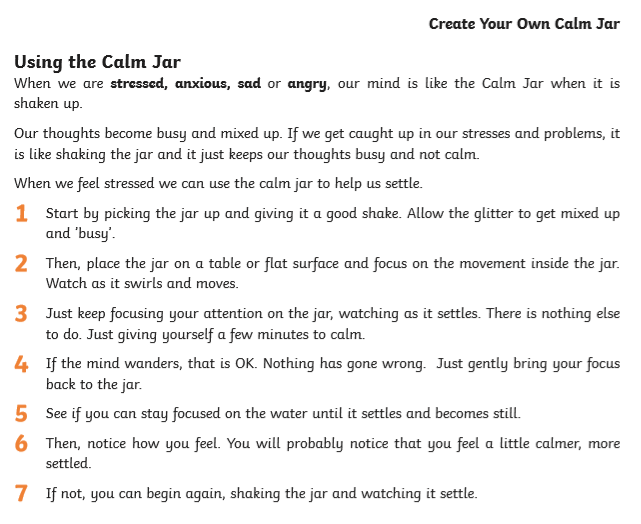 Create Your Own Calm Jar
Using the Calm Jar
When we are stressed, anxious, sad or angry, our mind is like the Calm Jar when it is
shaken up.
Our thoughts become busy and mixed up. If we get caught up in our stresses and problems, it
is like shaking the jar and it just keeps our thoughts busy and not calm.
When we feel stressed we can use the calm jar to help us settle.
1 Start by picking the jar up and giving it a good shake. Allow the glitter to get mixed up
and 'busy'.
2 Then, place the jar on a table or flat surface and focus on the movement inside the jar.
Watch as it swirls and moves.
3 Just keep focusing your attention on the jar, watching as it settles. There is nothing else
to do. Just giving yourself a few minutes to calm.
4 If the mind wanders, that is OK. Nothing has gone wrong. Just gently bring your focus
back to the jar.
5 See if you can stay focused on the water until it settles and becomes still.
6 Then, notice how you feel. You will probably notice that you feel a little calmer, more
settled.
7 If not, you can begin again, shaking the jar and watching it settle.